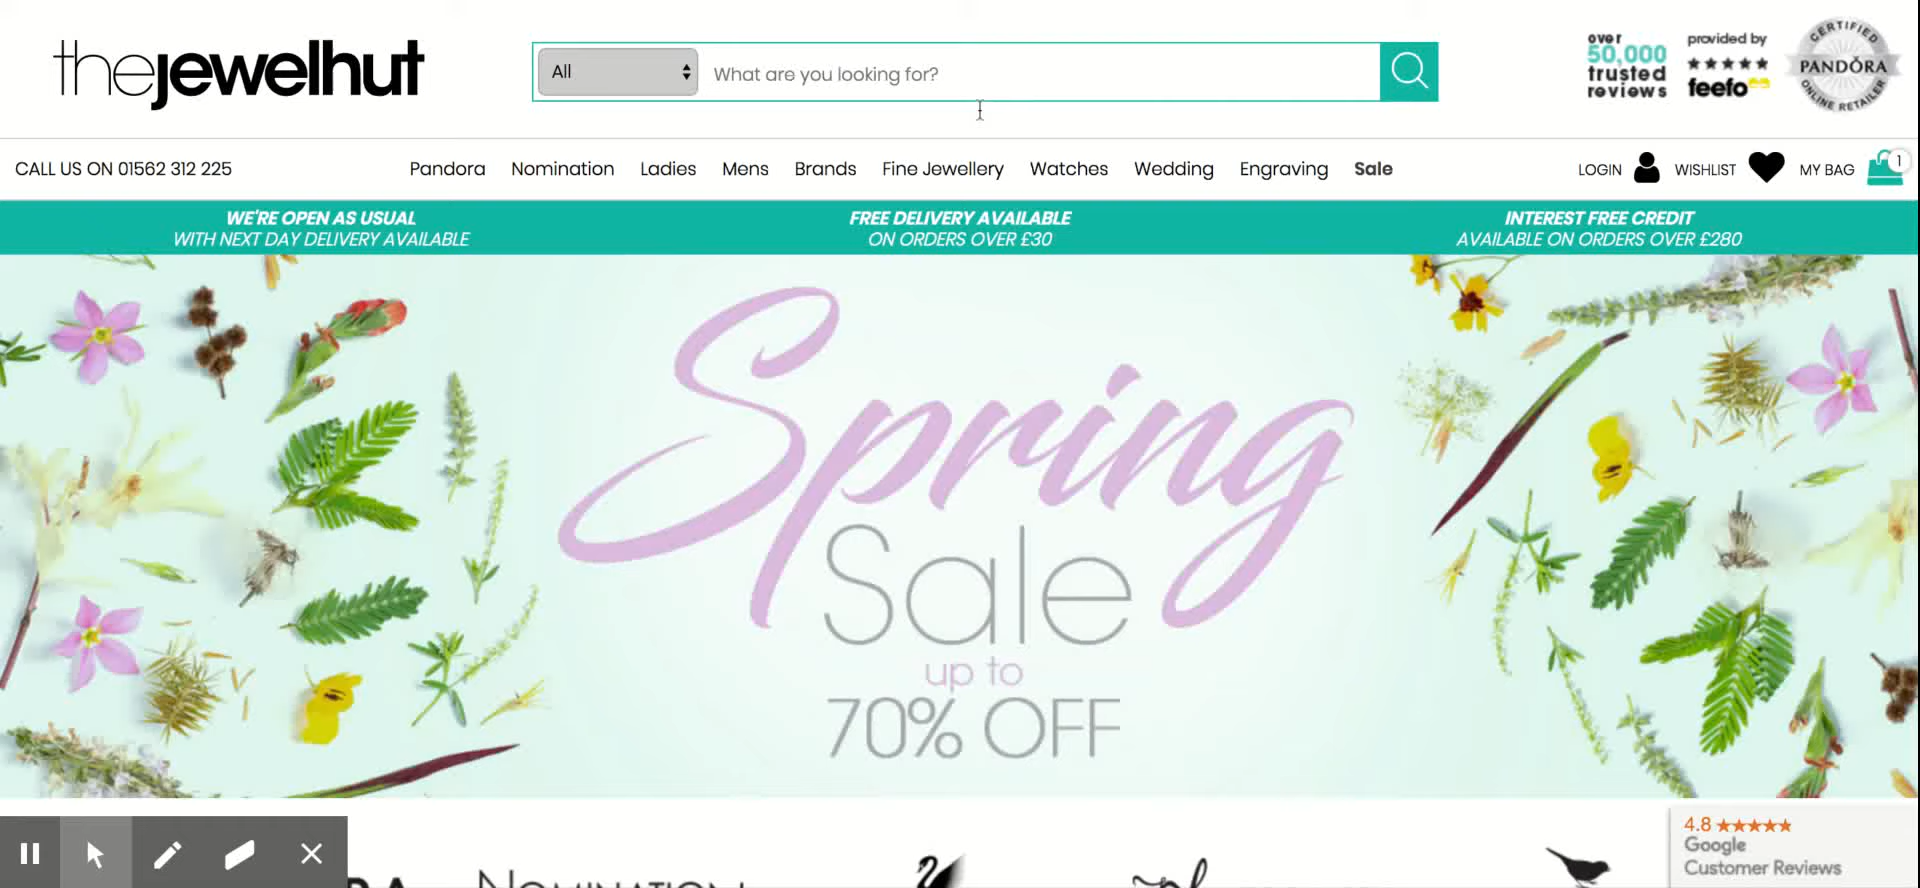 thejewelhut
All
What are you looking for?
over
50,000
trusted
reviews
provided by
feefo
CERTIFIED
PANDÖRA
ONLINE RETAILER
CALL US ON 01562 312 225
Pandora Nomination Ladies Mens Brands Fine Jewellery Watches Wedding Engraving Sale
LOGIN WISHLIST MY BAG 1
WE'RE OPEN AS USUAL
WITH NEXT DAY DELIVERY AVAILABLE
FREE DELIVERY AVAILABLE
ON ORDERS OVER £30
INTEREST FREE CREDIT
AVAILABLE ON ORDERS OVER £280
Spring
Sale
up to
70% OFF
4.8
Google
Customer Reviews
NOMINATION